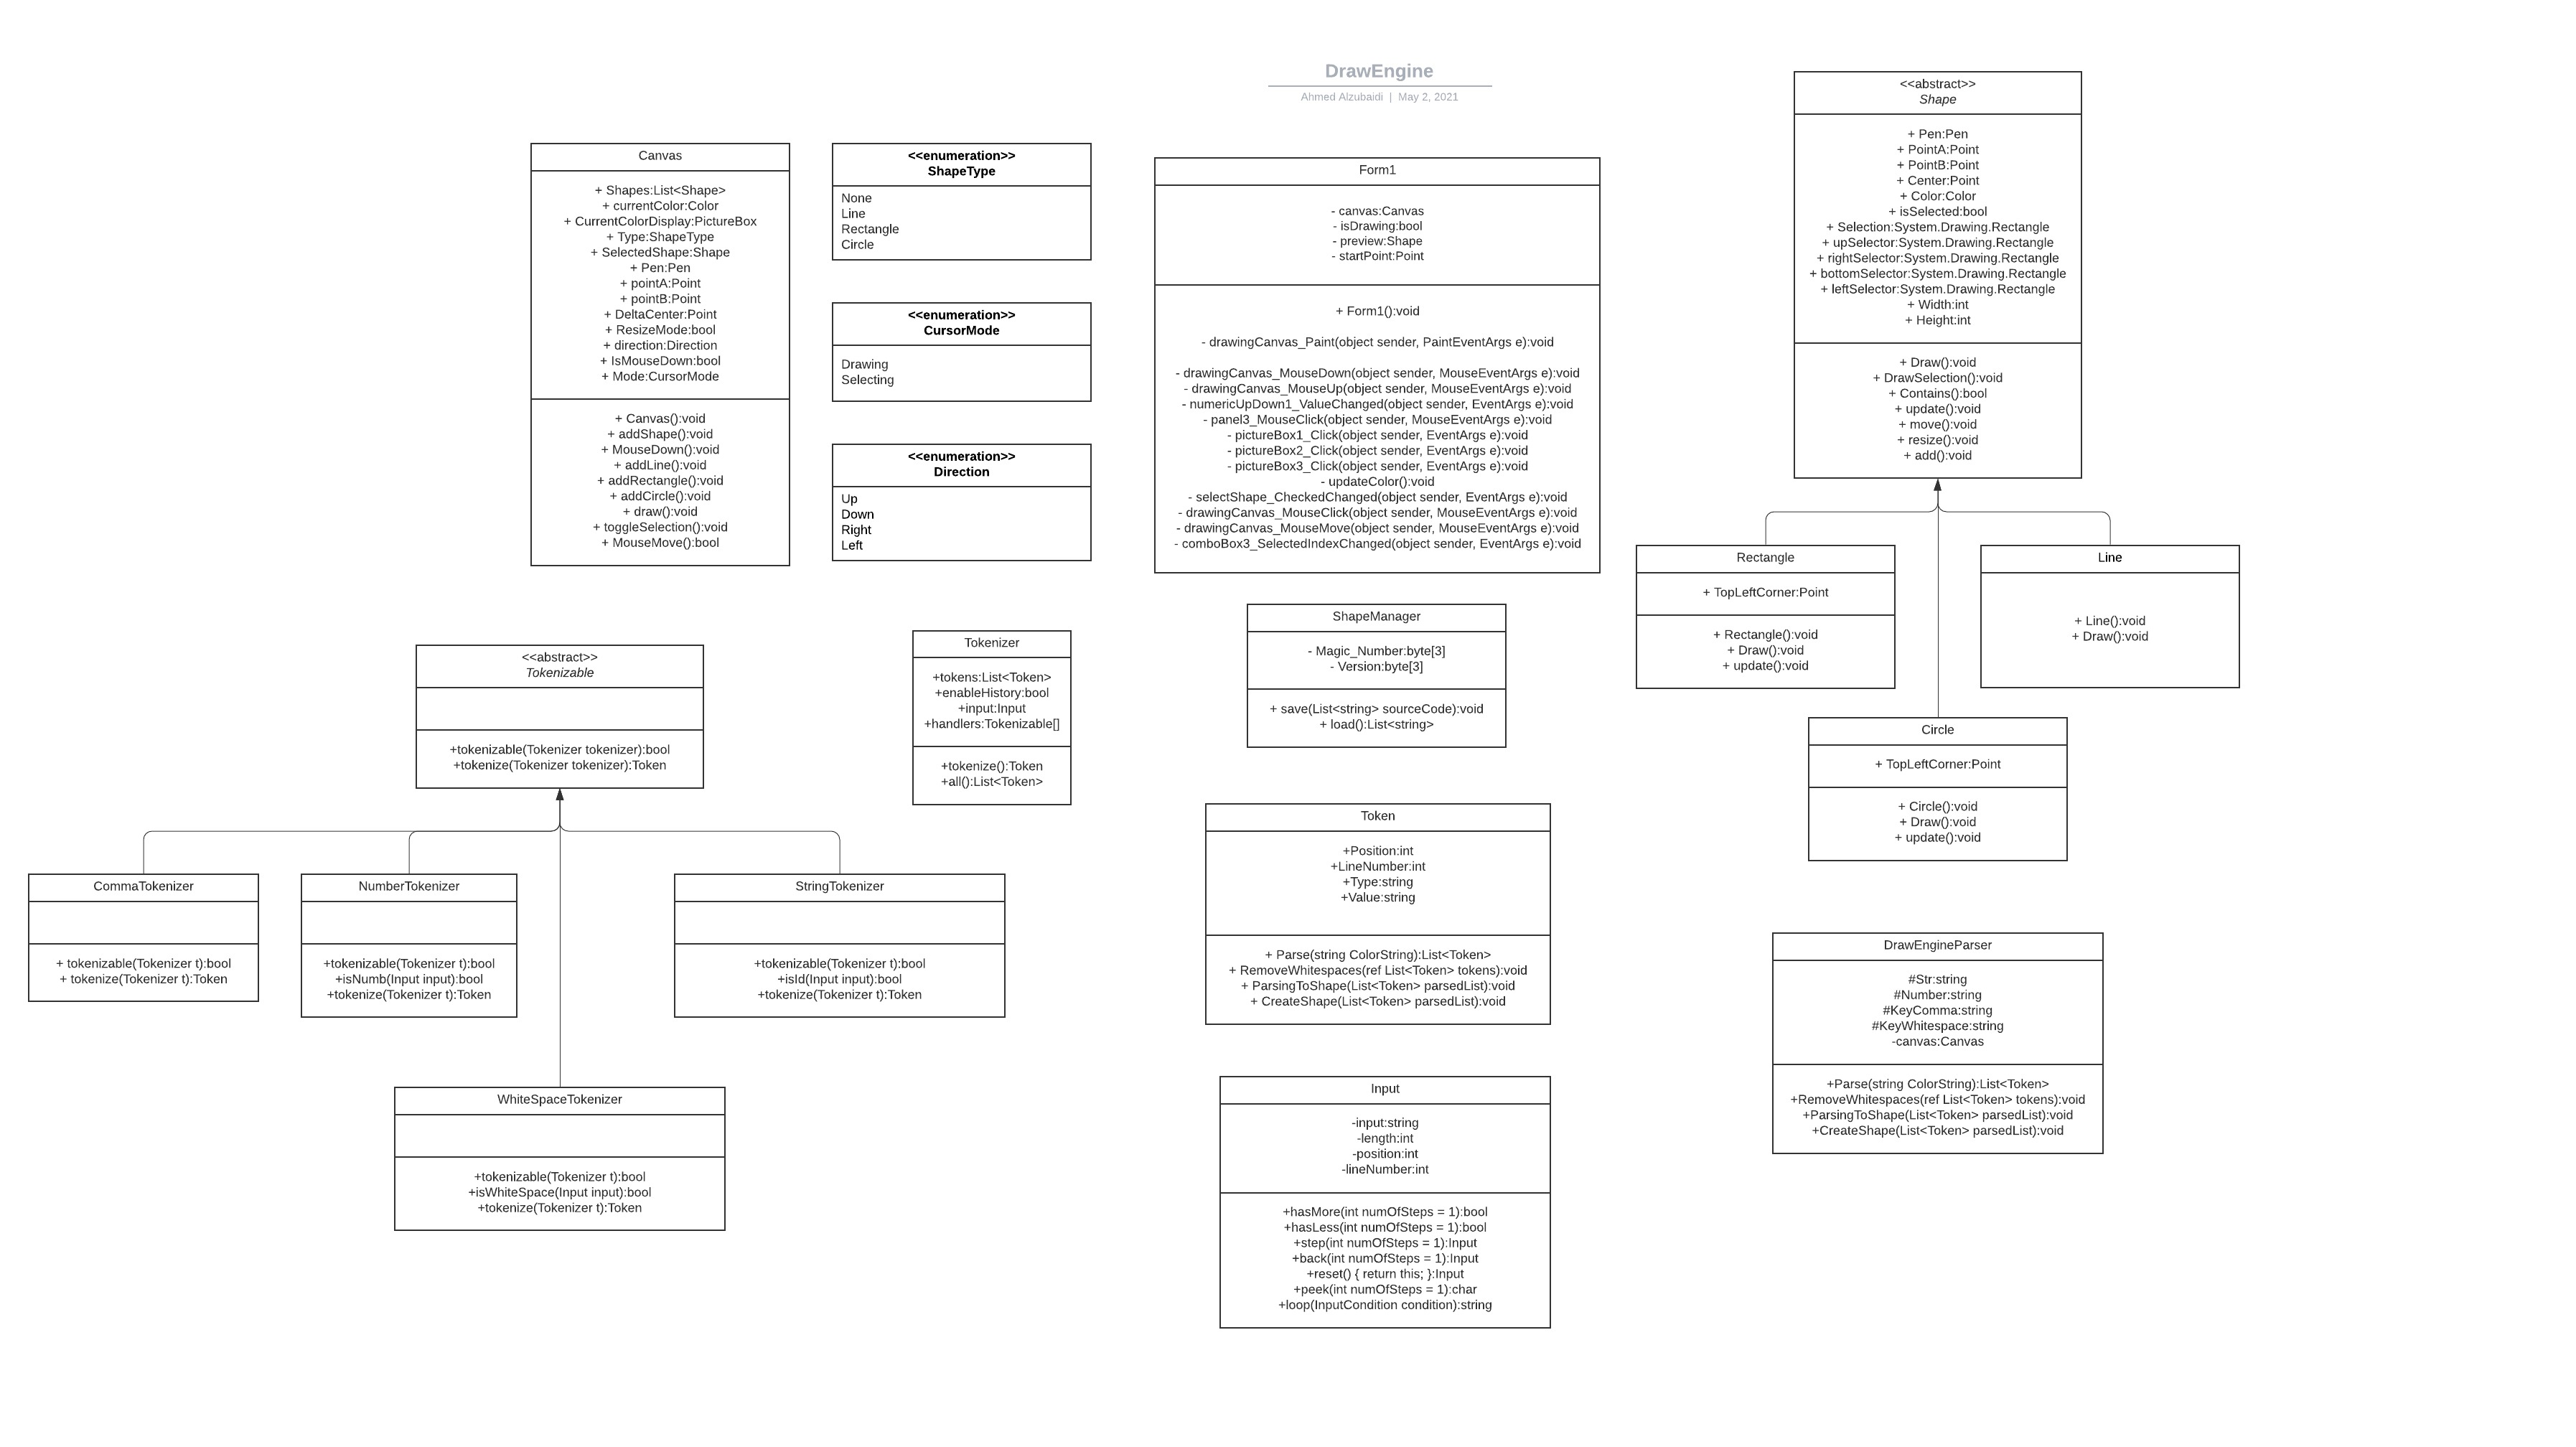 DrawEngine
Ahmed Alzubaidi | May 2, 2021
Canvas
+ Shapes:List<Shape>
+ currentColor:Color
+ CurrentColorDisplay:PictureBox
+ Type:ShapeType
+ SelectedShape:Shape
+ Pen:Pen
+ pointA:Point
+ pointB:Point
+ DeltaCenter:Point
+ ResizeMode:bool
+ direction:Direction
+ IsMouseDown:bool
+ Mode:CursorMode
+ Canvas():void
+ addShape():void
+ MouseDown():void
+ addLine():void
+ addRectangle():void
+ addCircle():void
+ draw():void
+ toggleSelection():void
+ MouseMove():bool
<<enumeration>>
ShapeType
None
Line
Rectangle
Circle
<<enumeration>>
CursorMode
Drawing
Selecting
<<enumeration>>
Direction
Up
Down
Right
Left
Form1
- canvas:Canvas
- isDrawing:bool
- preview:Shape
- startPoint:Point
+ Form1():void
- drawingCanvas_Paint(object sender, PaintEventArgs e):void
- drawingCanvas_MouseDown(object sender, MouseEventArgs e):void
- drawingCanvas_MouseUp(object sender, MouseEventArgs e):void
- numericUpDown1_ValueChanged(object sender, EventArgs e):void
- panel3_MouseClick(object sender, MouseEventArgs e):void
- pictureBox1_Click(object sender, EventArgs e):void
- pictureBox2_Click(object sender, EventArgs e):void
- pictureBox3_Click(object sender, EventArgs e):void
- updateColor():void
- selectShape_CheckedChanged(object sender, EventArgs e):void
- drawingCanvas_MouseClick(object sender, MouseEventArgs e):void
- drawingCanvas_MouseMove(object sender, MouseEventArgs e):void
- comboBox3_SelectedIndexChanged(object sender, EventArgs e):void
<<abstract>>
Shape
+ Pen:Pen
+ PointA:Point
+ PointB:Point
+ Center:Point
+ Color:Color
+ isSelected:bool
+ Selection:System.Drawing.Rectangle
+ upSelector:System.Drawing.Rectangle
+ rightSelector:System.Drawing.Rectangle
+ bottomSelector:System.Drawing.Rectangle
+ leftSelector:System.Drawing.Rectangle
+ Width:int
+ Height:int
+ Draw():void
+ DrawSelection():void
+ Contains():bool
+ update():void
+ move():void
+ resize():void
+ add():void
Rectangle
+ TopLeftCorner:Point
+ Rectangle():void
+ Draw():void
+ update():void
Line
+ Line():void
+ Draw():void
Circle
+ TopLeftCorner:Point
+ Circle():void
+ Draw():void
+ update():void
<<abstract>>
Tokenizable
+tokenizable(Tokenizer tokenizer):bool
+tokenize(Tokenizer tokenizer):Token
Tokenizer
+tokens:List<Token>
+enableHistory:bool
+input:Input
+handlers:Tokenizable[]
+tokenize():Token
+all():List<Token>
ShapeManager
- Magic_Number:byte[3]
- Version:byte[3]
+ save(List<string> sourceCode):void
+ load():List<string>
CommaTokenizer
+ tokenizable(Tokenizer t):bool
+ tokenize(Tokenizer t):Token
NumberTokenizer
+tokenizable(Tokenizer t):bool
+isNumb(Input input):bool
+tokenize(Tokenizer t):Token
StringTokenizer
+tokenizable(Tokenizer t):bool
+isId(Input input):bool
+tokenize(Tokenizer t):Token
WhiteSpaceTokenizer
+tokenizable(Tokenizer t):bool
+isWhiteSpace(Input input):bool
+tokenize(Tokenizer t):Token
Token
+Position:int
+LineNumber:int
+Type:string
+Value:string
+ Parse(string ColorString):List<Token>
+ RemoveWhitespaces(ref List<Token> tokens):void
+ ParsingToShape(List<Token> parsedList):void
+ CreateShape(List<Token> parsedList):void
Input
-input:string
-length:int
-position:int
-lineNumber:int
+hasMore(int numOfSteps = 1):bool
+hasLess(int numOfSteps = 1):bool
+step(int numOfSteps = 1):Input
+back(int numOfSteps = 1):Input
+reset() { return this; }:Input
+peek(int numOfSteps = 1):char
+loop(InputCondition condition):string
DrawEngineParser
#Str:string
#Number:string
#KeyComma:string
#KeyWhitespace:string
-canvas:Canvas
+Parse(string ColorString):List<Token>
+RemoveWhitespaces(ref List<Token> tokens):void
+ParsingToShape(List<Token> parsedList):void
+CreateShape(List<Token> parsedList):void